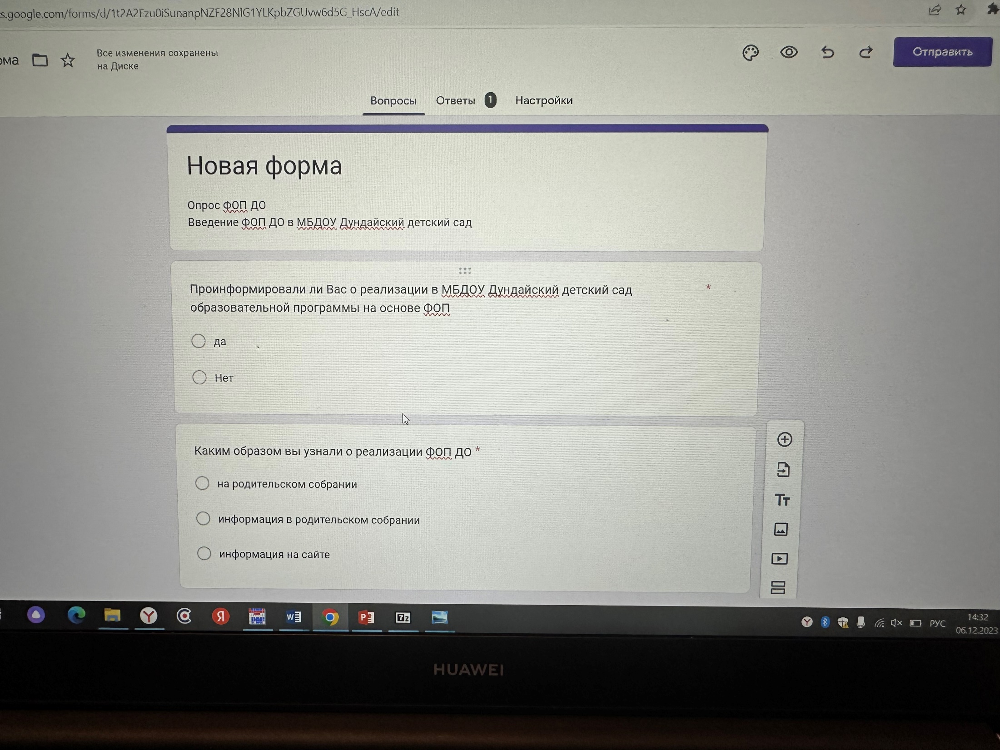 s.google.com/forms/d/1t2A2Ezu0iSunanpNZF28NlG1YLKpbZGUvw6d5G_HscA/edit
рма
Все изменения сохранены
на Диске
Отправить
Вопросы Ответы 1 Настройки
Новая форма
Опрос ФОП ДО
Введение ФОП ДО в МБДОУ Дундайский детский сад
Проинформировали ли Вас о реализации в МБДОУ Дундайский детский сад *
образовательной программы на основе ФОП
да
Нет
Каким образом вы узнали о реализации ФОП ДО *
на родительском собрании
информация в родительском собрании
информация на сайте
Тт
РУС
14:32
06.12.2023
HUAWEI